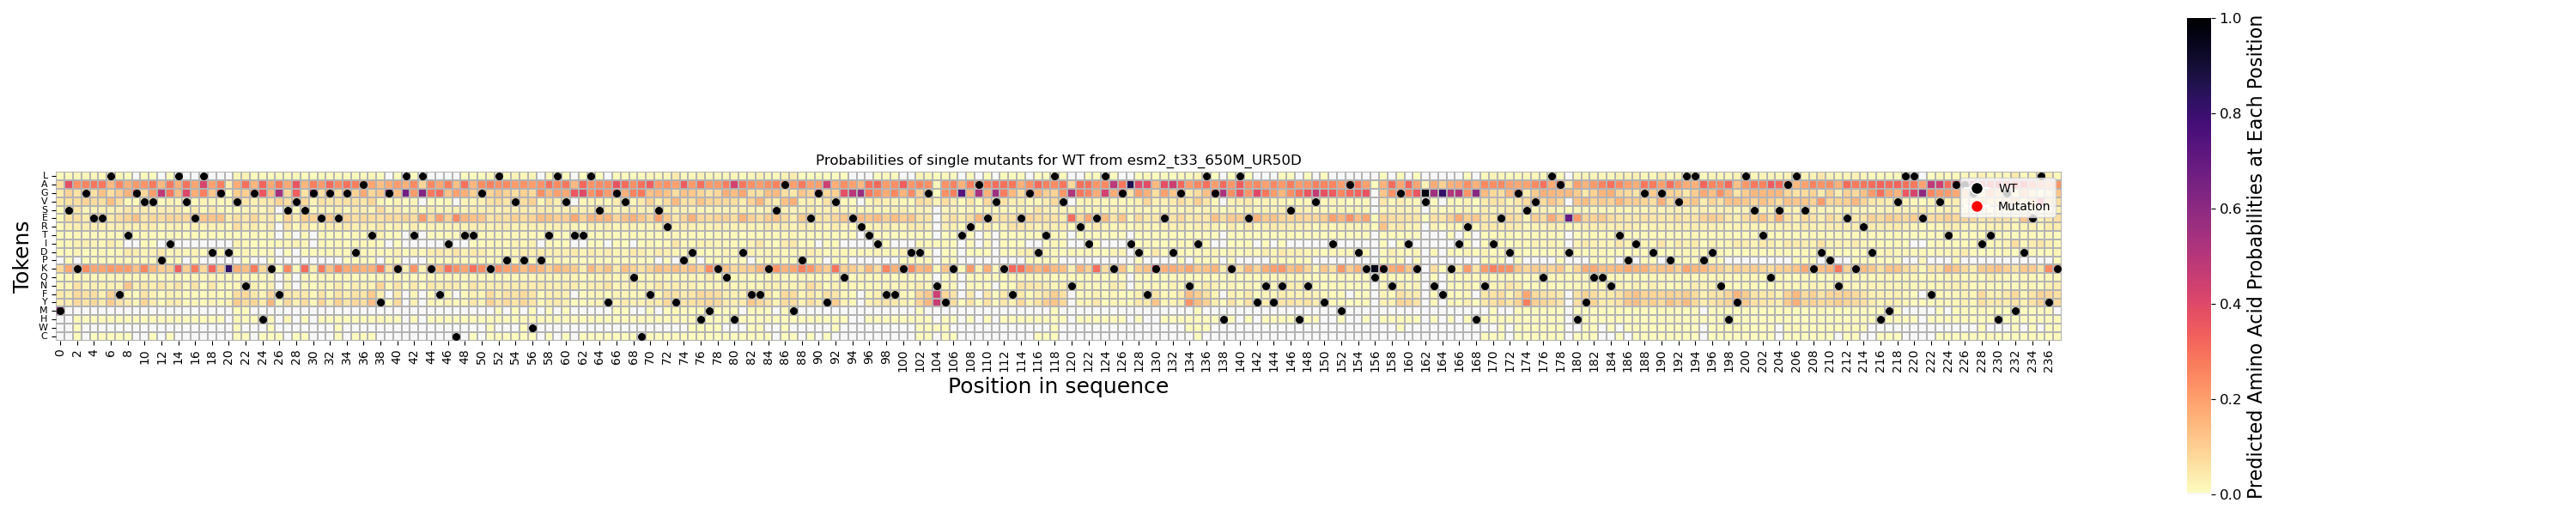 Probabilities of single mutants for WT from esm2_t33_650M_UR50D
Tokens
L
A
G
V
S
E
R
T
I
D
P
K
Q
N
F
Y
M
H
W
C
0 2 4 6 8 10 12 14 16 18 20 22 24 26 28 30 32 34 36 38 40 42 44 46 48 50 52 54 56 58 60 62 64 66 68 70 72 74 76 78 80 82 84 86 88 90 92 94 96 98 100 102 104 106 108 110 112 114 116 118 120 122 124 126 128 130 132 134 136 138 140 142 144 146 148 150 152 154 156 158 160 162 164 166 168 170 172 174 176 178 180 182 184 186 188 190 192 194 196 198 200 202 204 206 208 210 212 214 216 218 220 222 224 226 228 230 232 234 236
Position in sequence
WT
Mutation
1.0
0.8
0.6
0.4
0.2
0.0
Predicted Amino Acid Probabilities at Each Position